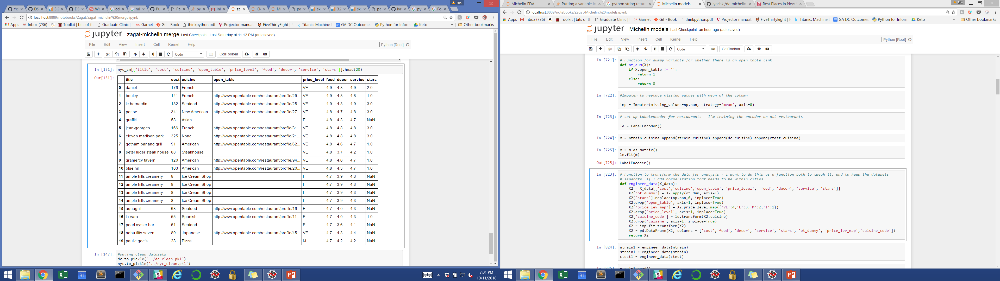 Erin
localhost:8889/notebooks/Zagat/zagat-michelin%20merge.ipynb
Apps Inbox (736) Toolkit | bits of th Graduate Clinic | Garnet Git - Book thinkpython.pdf Projector manual FiveThirtyEight | Titanic: Machine L GA DC Outcomes Python for Inform Keto » Other bookmarks
jupyter zagat-michelin merge Last Checkpoint: Last Saturday at 11:12 PM (autosaved)
File Edit View Insert Cell Kernel Help Python [Root]
Code CellToolbar
In [151]: nyc_zm[['title', 'cost', 'cuisine', 'open_table', 'price_level', 'food', 'decor', 'service', 'stars']].head(20)
Out[151]:
title cost cuisine open_table price_level food decor service stars
0 daniel 176 French VE 4.9 4.8 4.9 2.0
1 bouley 141 French http://www.opentable.com/restaurant/profile/29... VE 4.9 4.8 4.8 1.0
2 le bernardin 182 Seafood http://www.opentable.com/restaurant/profile/25... VE 4.9 4.8 4.9 3.0
3 per se 341 New American http://www.opentable.com/restaurant/profile/27... VE 4.8 4.7 4.8 3.0
4 graffiti 58 Asian E 4.8 4.3 4.7 NaN
5 jean-georges 166 French http://www.opentable.com/restaurant/profile/31... VE 4.8 4.8 4.8 3.0
6 eleven madison park 325 None http://www.opentable.com/restaurant/profile/21... VE 4.8 4.8 4.8 3.0
7 gotham bar and grill 91 American http://www.opentable.com/restaurant/profile/62... VE 4.8 4.6 4.7 1.0
8 peter luger steak house 88 Steakhouse VE 4.8 3.7 4.2 1.0
9 gramercy tavern 120 American http://www.opentable.com/restaurant/profile/94... VE 4.8 4.6 4.7 1.0
10 blue hill 103 American http://www.opentable.com/restaurant/profile/20... VE 4.8 4.3 4.7 1.0
11 ample hills creamery 8 Ice Cream Shop I 4.7 3.9 4.3 NaN
12 ample hills creamery 8 Ice Cream Shop I 4.7 3.9 4.3 NaN
13 ample hills creamery 8 Ice Cream Shop I 4.7 3.9 4.3 NaN
14 ample hills creamery 8 Ice Cream Shop I 4.7 3.9 4.3 NaN
15 aquagrill 68 Seafood http://www.opentable.com/restaurant/profile/16... E 4.7 4.0 4.3 NaN
16 la vara 55 Spanish http://www.opentable.com/restaurant/profile/11... E 4.7 4.0 4.3 1.0
17 pearl oyster bar 51 Seafood E 4.7 3.6 4.1 NaN
18 nobu fifty seven 89 Japanese http://www.opentable.com/restaurant/profile/45... VE 4.7 4.3 4.4 NaN
19 paulie gee's 28 Pizza M 4.7 4.2 4.2 NaN
In [147]: #saving clean datasets
dc.to_pickle('../dc_clean.pkl')
nyc.to_pickle('../nyc_clean.pkl')
7:01 PM
10/11/2016
Michelin EDA Putting a variable in python string return Michelin models lynchkl/dc-michelin Best Places in New Erin
localhost:8889/notebooks/Zagat/Michelin%20models.ipynb
Apps Inbox (736) Toolkit | bits of th Graduate Clinic | Garnet Git - Book thinkpython.pdf Projector manual FiveThirtyEight | Titanic: Machine L GA DC Outcomes Python for Inform Keto » Other bookmarks
jupyter Michelin models Last Checkpoint: an hour ago (autosaved)
File Edit View Insert Cell Kernel Help Python [Root]
Code CellToolbar
In [721]: # Function for dummy variable for whether there is an open table link
def ot_dum(X):
if X.open_table != '':
return 1
else:
return 0
In [722]: #Imputer to replace missing values with mean of the column
imp = Imputer(missing_values=np.nan, strategy='mean', axis=0)
In [723]: # set up labelencoder for restaurants - I'm training the encoder on all restaurants
le = LabelEncoder()
In [724]: m = ntrain.cuisine.append(strain.cuisine).append(dc.cuisine).append(ctest.cuisine)
In [725]: m = m.as_matrix()
le.fit(m)
Out[725]: LabelEncoder()
In [823]: # Function to transform the data for analysis - I want to do this as a function both to tweak it, and to keep the datasets
# separate. If I add normalization that needs to be within cities.
def engineer_data(X_data):
X2 = X_data[['cost','cuisine','open_table', 'price_level', 'food', 'decor', 'service', 'stars']]
X2['ot_dummy'] = X2.apply(ot_dum, axis=1)
X2['stars'].replace(np.nan,0, inplace=True)
X2.drop('open_table', axis=1, inplace=True)
X2['price_lev_map'] = X2.price_level.map({'VE':4,'E':3,'M':2,'I':1})
X2.drop('price_level', axis=1, inplace=True)
X2['cuisine_code'] = le.transform(X2.cuisine)
X2.drop('cuisine', axis=1, inplace=True)
X2 = imp.fit_transform(X2)
X2 = pd.DataFrame(X2, columns = ['cost','food', 'decor', 'service', 'stars', 'ot_dummy', 'price_lev_map','cuisine_code'])
return X2
In [824]: ntrain1 = engineer_data(ntrain)
strain1 = engineer_data(strain)
ctest1 = engineer_data(ctest)